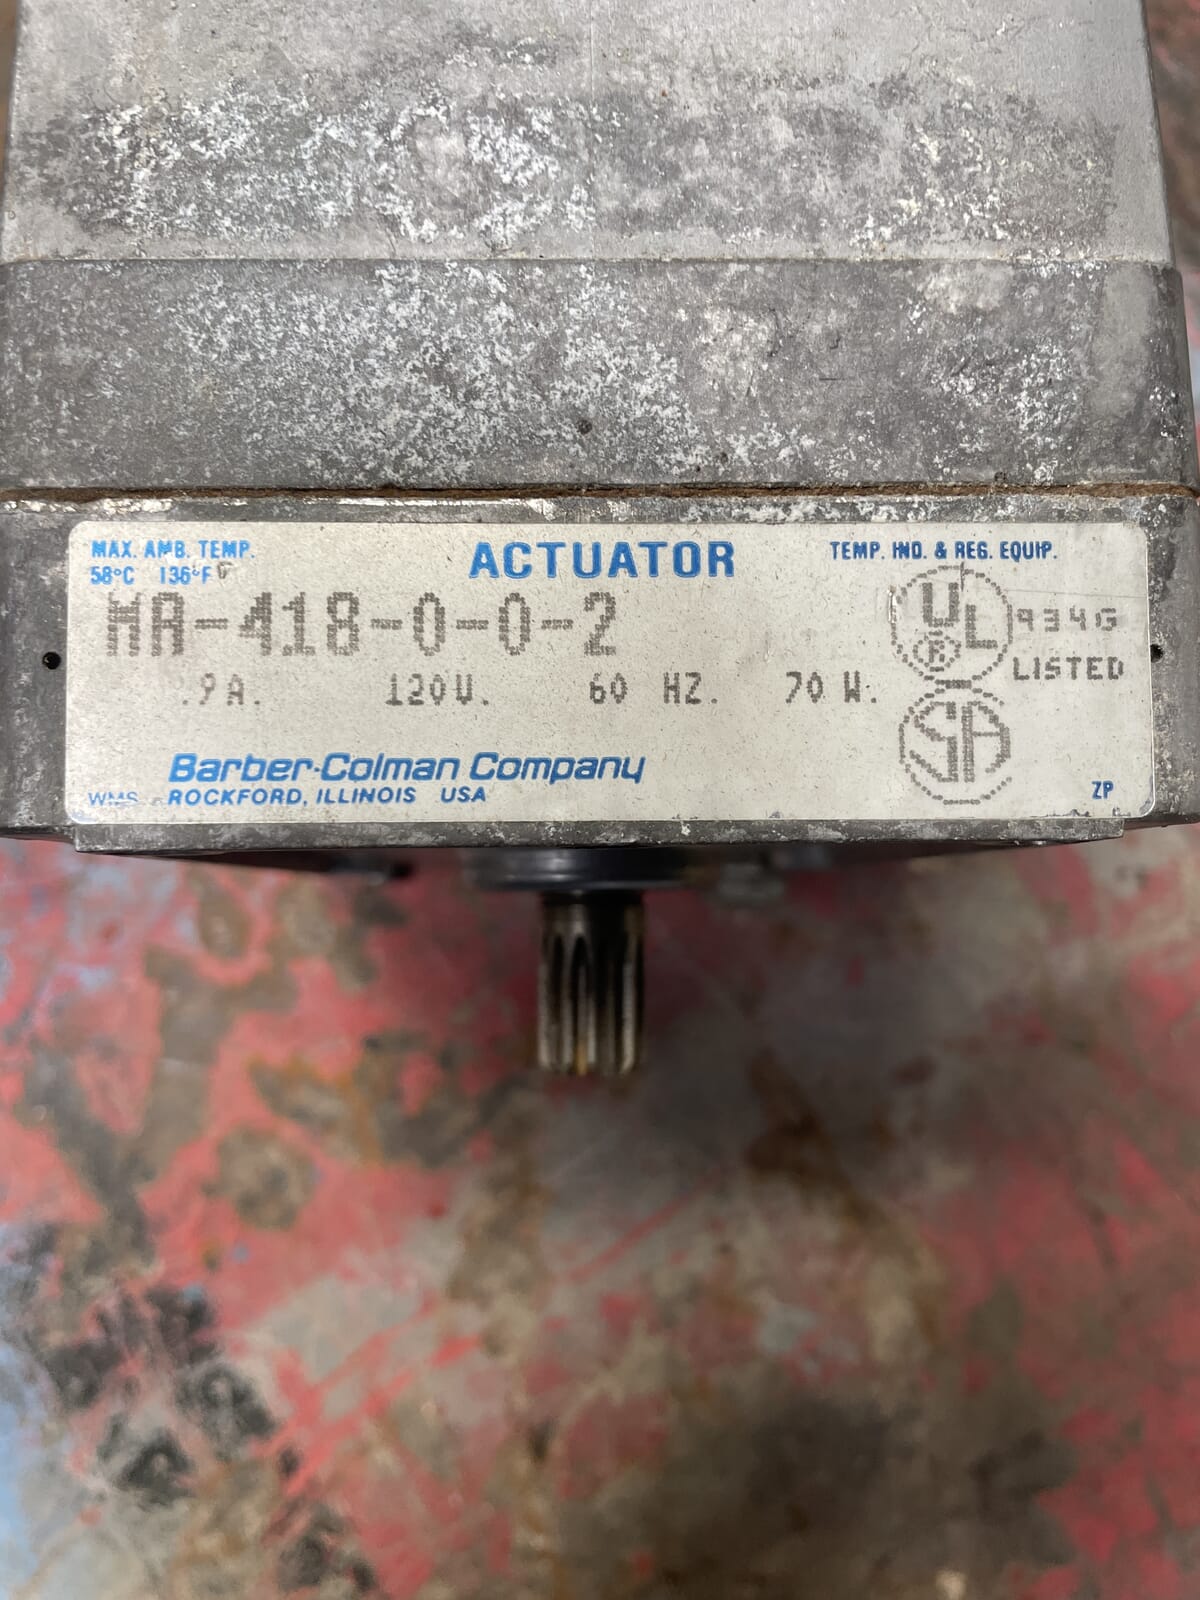 MAX. AMB. TEMP.
58°C 136°F
ACTUATOR
TEMP. IND. & REG. EQUIP.
MA-418-0-0-2
.9A. 120V. 60 HZ. 70 W.
UL
R
934G
LISTED
SA
Barber-Colman Company
WMS ROCKFORD, ILLINOIS USA
ZP